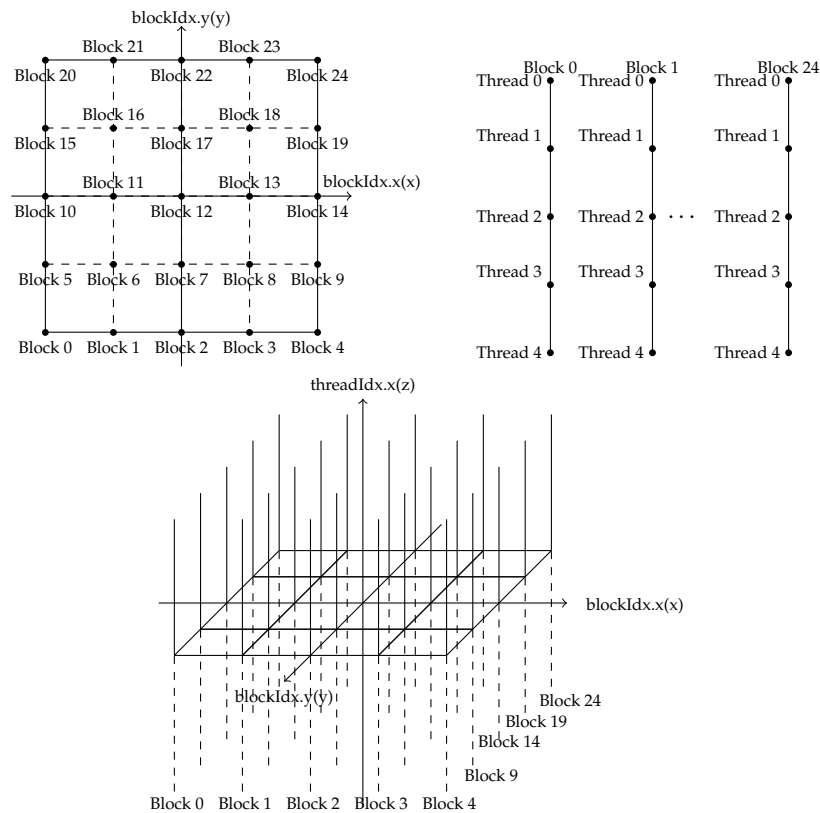 blockIdx.y(y)
Block 21 Block 23
Block 20 Block 22 Block 24
Block 16 Block 18
Block 15 Block 17 Block 19
Block 11 Block 13 blockIdx.x(x)
Block 10 Block 12 Block 14
Block 5 Block 6 Block 7 Block 8 Block 9
Block 0 Block 1 Block 2 Block 3 Block 4
Block 0 Block 1 Block 24
Thread 0 Thread 0 Thread 0
Thread 1 Thread 1 Thread 1
Thread 2 Thread 2 ... Thread 2
Thread 3 Thread 3 Thread 3
Thread 4 Thread 4 Thread 4
threadIdx.x(z)
blockIdx.x(x)
blockIdx.y(y)
Block 24
Block 19
Block 14
Block 9
Block 0 Block 1 Block 2 Block 3 Block 4